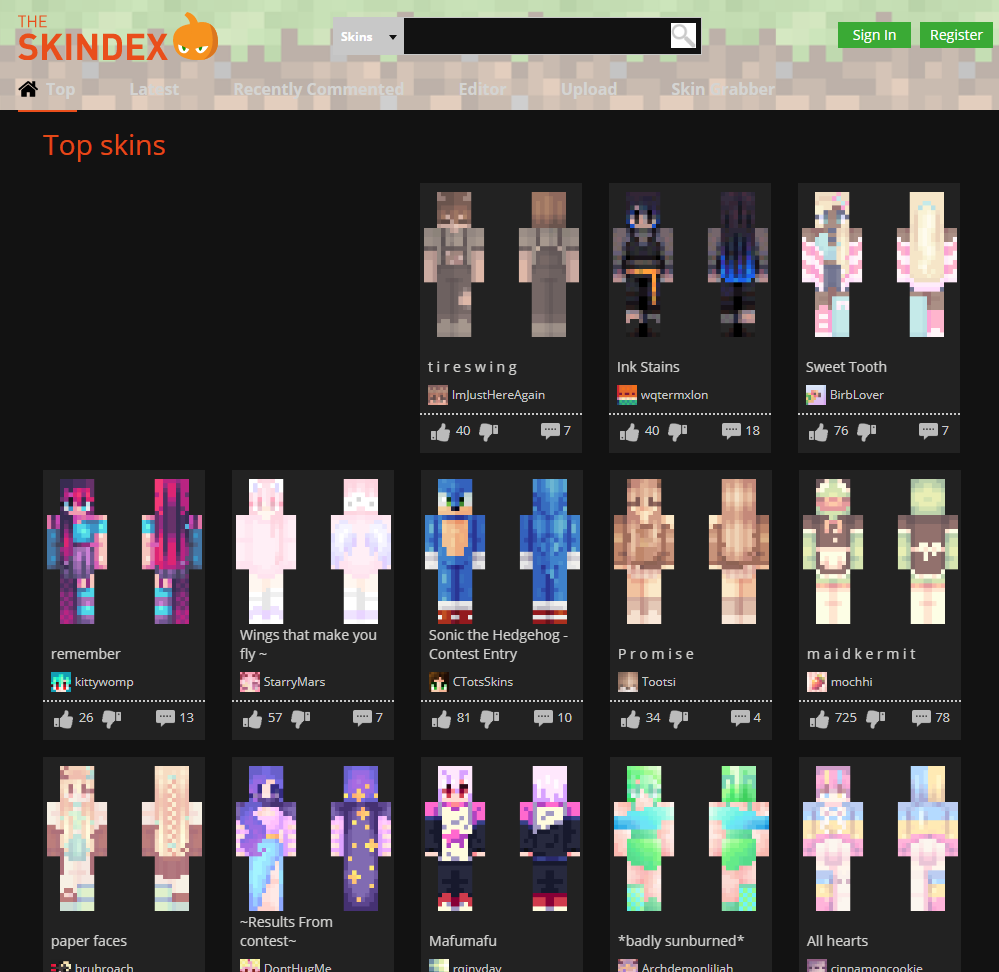 THE
SKINDEX
Skins
Sign In
Register
Top
Latest
Recently Commented
Editor
Upload
Skin Grabber
Top skins
t i r e s w i n g
Ink Stains
Sweet Tooth
ImJustHereAgain
wqtermxlon
BirbLover
40
7
40
18
76
7
remember
Wings that make you
fly ~
Sonic the Hedgehog -
Contest Entry
P r o m i s e
m a i d k e r m i t
kittywomp
StarryMars
CTotsSkins
Tootsi
mochhi
26
13
57
7
81
10
34
4
725
78
paper faces
~Results From
contest~
Mafumafu
*badly sunburned*
All hearts
bruhroach
DontHugMe
rqinyday
Archdemonliliah
cinnamoncookie